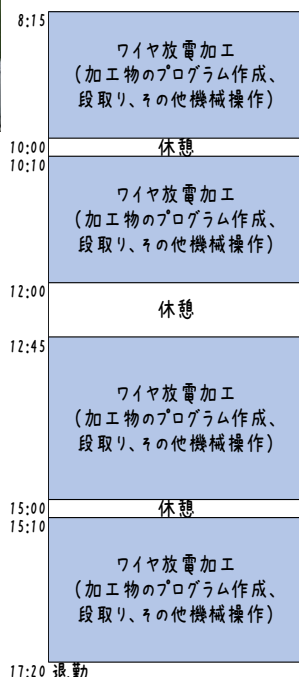 8:15
ワイヤ放電加工
(加工物のプログラム作成、
段取り、その他機械操作)
10:00
休憩
10:10
ワイヤ放電加工
(加工物のプログラム作成、
段取り、その他機械操作)
12:00
休憩
12:45
ワイヤ放電加工
(加工物のプログラム作成、
段取り、その他機械操作)
15:00
休憩
15:10
ワイヤ放電加工
(加工物のプログラム作成、
段取り、その他機械操作)
17:20 退勤